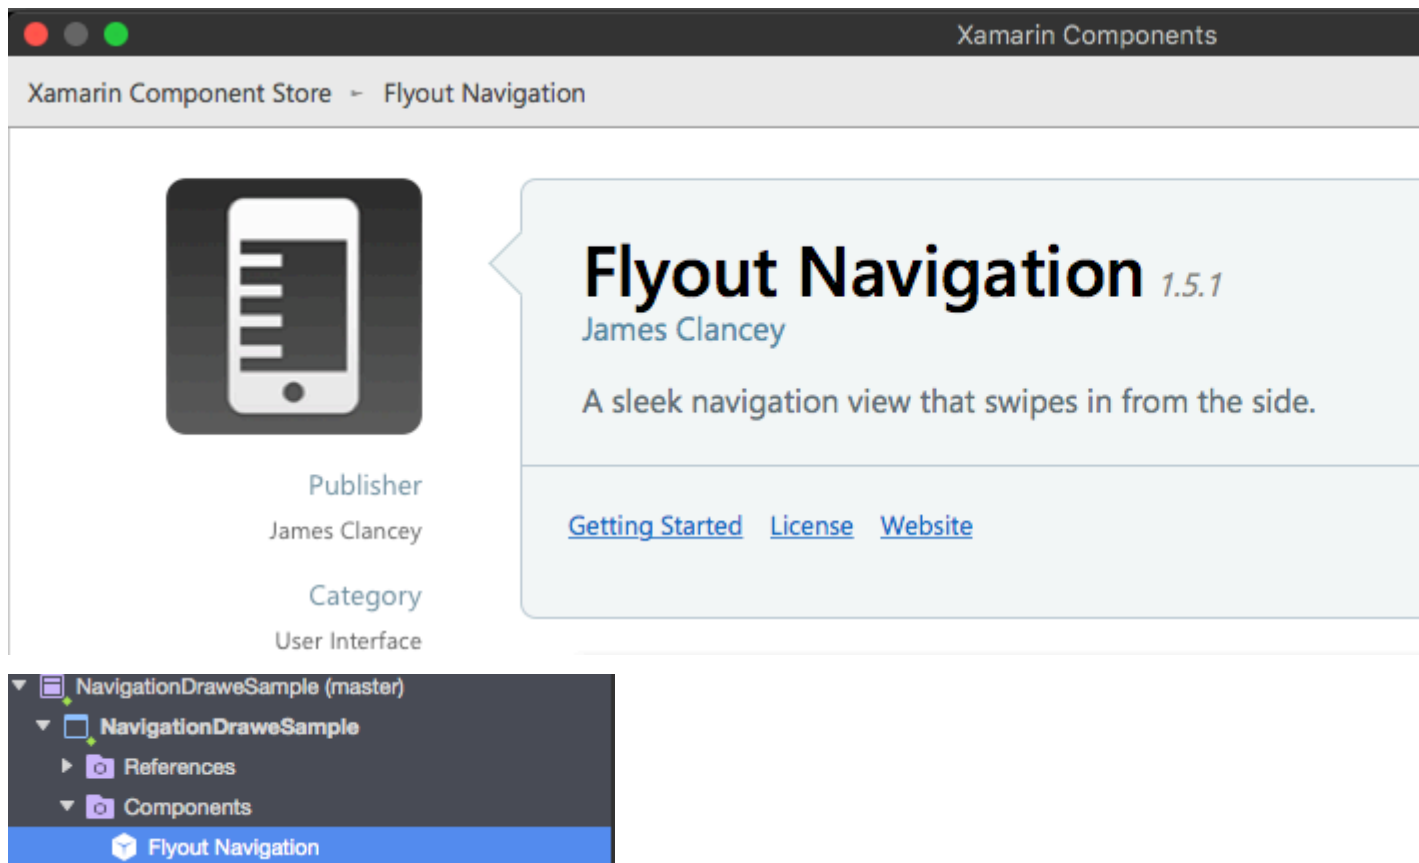 Xamarin Components
Xamarin Component Store ► Flyout Navigation
Flyout Navigation 1.5.1
James Clancey
A sleek navigation view that swipes in from the side.
Getting Started License Website
Publisher
James Clancey
Category
User Interface
NavigationDraweSample (master)
NavigationDraweSample
References
Components
Flyout Navigation